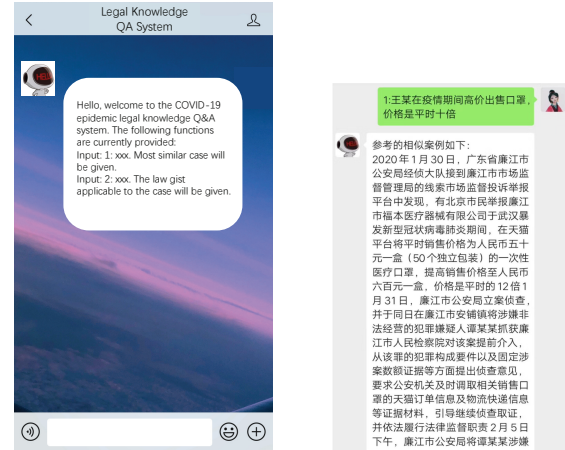 Legal Knowledge
QA System
HELLO
Hello, welcome to the COVID-19
epidemic legal knowledge Q&A
system. The following functions
are currently provided:
Input: 1: xxx. Most similar case will
be given.
Input: 2: xxx. The law gist
applicable to the case will be given.
1:王某在疫情期间高价出售口罩,
价格是平时十倍
参考的相似案例如下:
2020年1月30日，广东省廉江市
公安局经侦大队接到廉江市市场监
督管理局的线索市场监督投诉举报
平台中发现，有北京市民举报廉江
市福本医疗器械有限公司于武汉暴
发新型冠状病毒肺炎期间，在天猫
平台将平时销售价格为人民币五十
元一盒（50个独立包装）的一次性
医疗口罩，提高销售价格至人民币
六百元一盒，价格是平时的12倍1
月31日，廉江市公安局立案侦查，
并于同日在廉江市安铺镇将涉嫌非
法经营的犯罪嫌疑人谭某某抓获廉
江市人民检察院对该案提前介入，
从该罪的犯罪构成要件以及固定涉
案数额证据等方面提出侦查意见，
要求公安机关及时调取相关销售口
罩的天猫订单信息及物流快递信息
等证据材料，引导继续侦查取证，
并依法履行法律监督职责2月5日
下午，廉江市公安局将谭某某涉嫌